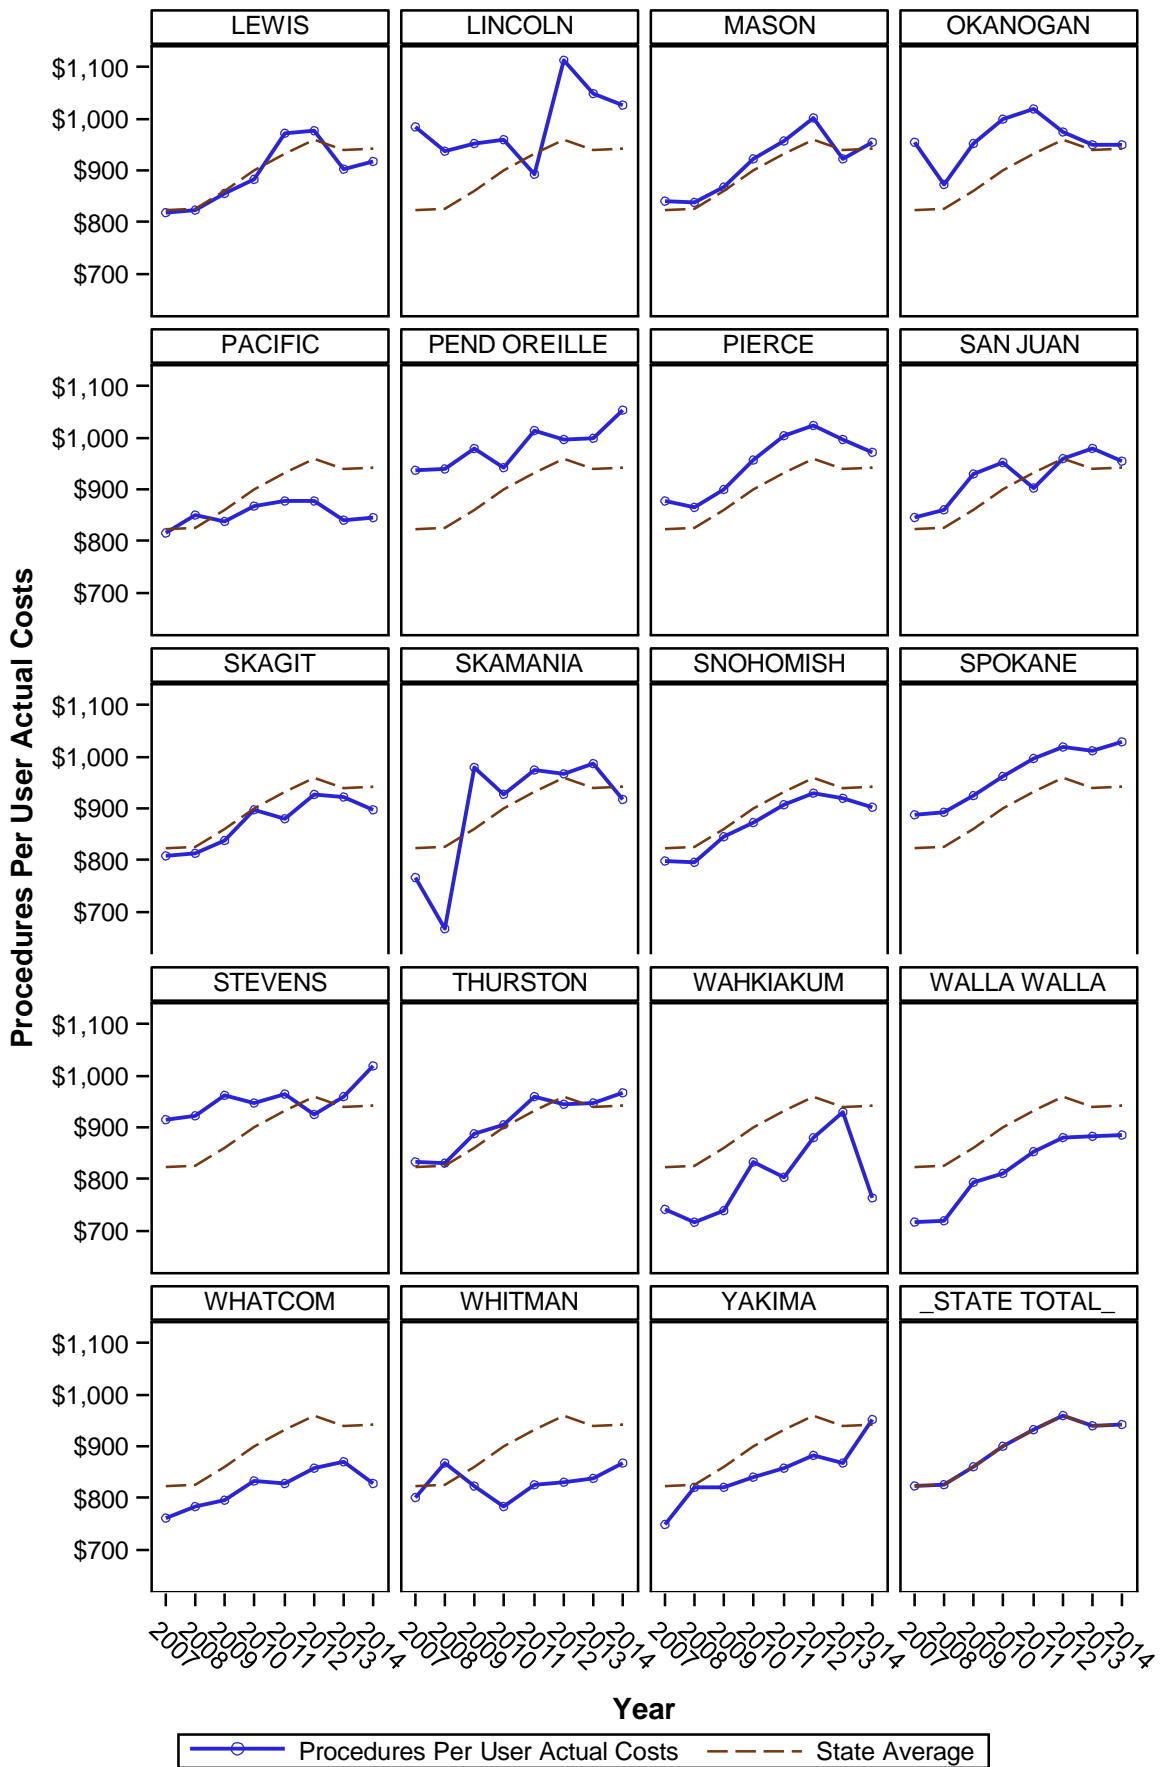 LEWIS LINCOLN MASON OKANOGAN
$1,100
$1,000
$900
$800
$700
PACIFIC PEND OREILLE PIERCE SAN JUAN
$1,100
$1,000
$900
$800
$700
SKAGIT SKAMANIA SNOHOMISH SPOKANE
$1,100
$1,000
$900
$800
$700
STEVENS THURSTON WAHKIAKUM WALLA WALLA
$1,100
$1,000
$900
$800
$700
WHATCOM WHITMAN YAKIMA _STATE TOTAL_
$1,100
$1,000
$900
$800
$700
Procedures Per User Actual Costs
2007 2008 2009 2010 2011 2012 2013 2014 2007 2008 2009 2010 2011 2012 2013 2014 2007 2008 2009 2010 2011 2012 2013 2014 2007 2008 2009 2010 2011 2012 2013 2014
Year
Procedures Per User Actual Costs State Average